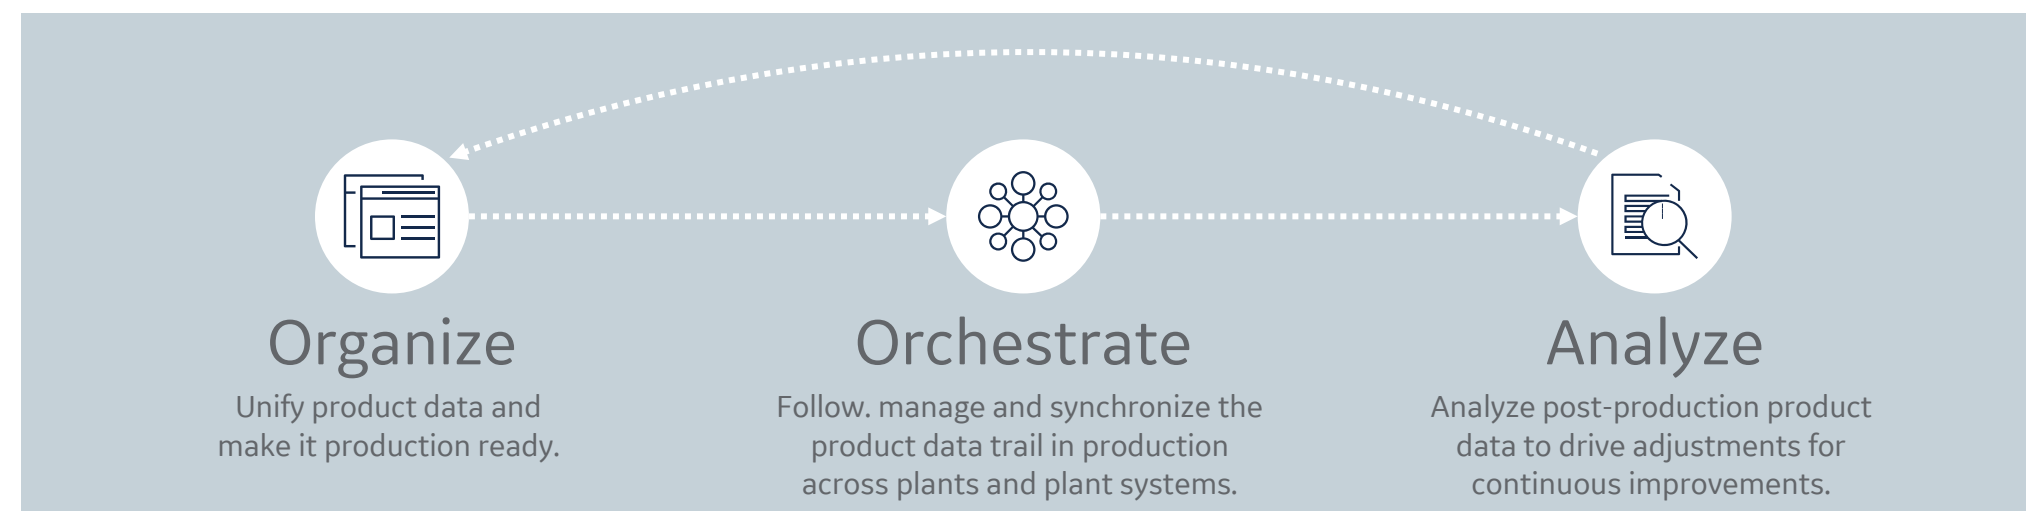 Organize
Unify product data and
make it production ready.
Orchestrate
Follow. manage and synchronize the
product data trail in production
across plants and plant systems.
Analyze
Analyze post-production product
data to drive adjustments for
continuous improvements.